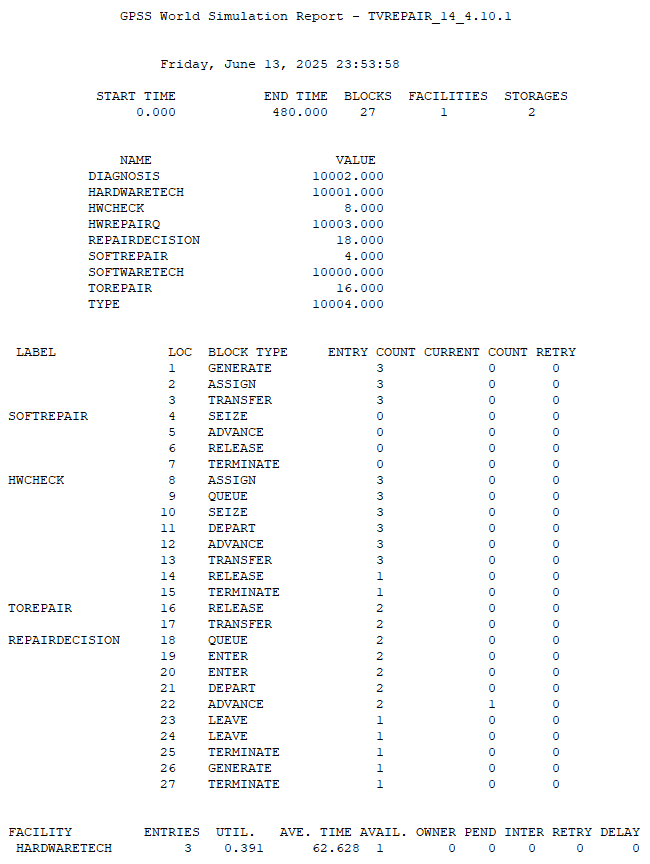 GPSS World Simulation Report - TVREPAIR_14_4.10.1
Friday, June 13, 2025 23:53:58
START TIME END TIME BLOCKS FACILITIES STORAGES
0.000 480.000 27 1 2
NAME VALUE
DIAGNOSIS 10002.000
HARDWARETECH 10001.000
HWCHECK 8.000
HWREPAIRQ 10003.000
REPAIRDECISION 18.000
SOFTREPAIR 4.000
SOFTWARETECH 10000.000
TOREPAIR 16.000
TYPE 10004.000
LABEL LOC BLOCK TYPE ENTRY COUNT CURRENT COUNT RETRY
1 GENERATE 3 0 0
2 ASSIGN 3 0 0
3 TRANSFER 3 0 0
SOFTREPAIR 4 SEIZE 0 0 0
5 ADVANCE 0 0 0
6 RELEASE 0 0 0
7 TERMINATE 0 0 0
HWCHECK 8 ASSIGN 3 0 0
9 QUEUE 3 0 0
10 SEIZE 3 0 0
11 DEPART 3 0 0
12 ADVANCE 3 0 0
13 TRANSFER 3 0 0
14 RELEASE 1 0 0
15 TERMINATE 1 0 0
TOREPAIR 16 RELEASE 2 0 0
17 TRANSFER 2 0 0
REPAIRDECISION 18 QUEUE 2 0 0
19 ENTER 2 0 0
20 ENTER 2 0 0
21 DEPART 2 0 0
22 ADVANCE 2 1 0
23 LEAVE 1 0 0
24 LEAVE 1 0 0
25 TERMINATE 1 0 0
26 GENERATE 1 0 0
27 TERMINATE 1 0 0
FACILITY ENTRIES UTIL. AVE. TIME AVAIL. OWNER PEND INTER RETRY DELAY
HARDWARETECH 3 0.391 62.628 1 0 0 0 0 0